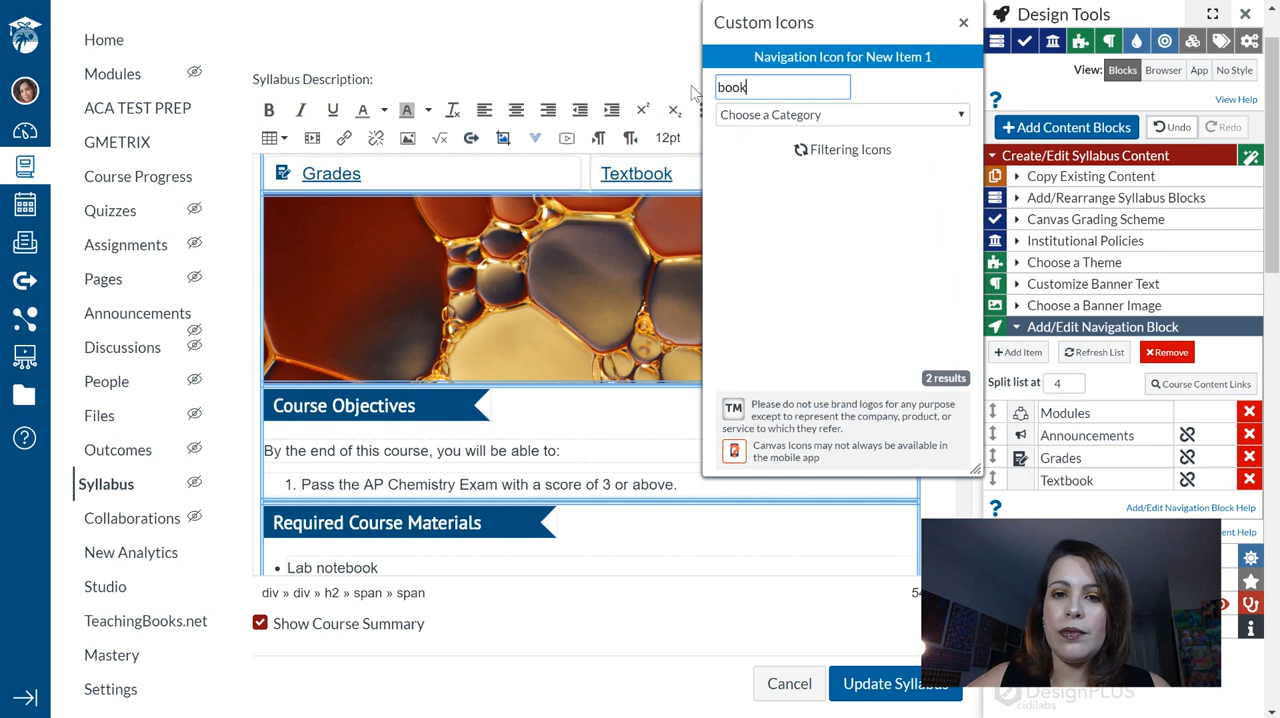 Home
Modules
ACA TEST PREP
GMETRIX
Course Progress
Quizzes
Assignments
Pages
Announcements
Discussions
People
Files
Outcomes
Syllabus
Collaborations
New Analytics
Studio
TeachingBooks.net
Mastery
Settings
Syllabus Description:
12pt
Grades
Textbook
Course Objectives
By the end of this course, you will be able to:
1. Pass the AP Chemistry Exam with a score of 3 or above.
Required Course Materials
• Lab notebook
div » div » h2 » span » span
Show Course Summary
Cancel
Update Syllabus
Custom Icons
Navigation Icon for New Item 1
book
Choose a Category
Filtering Icons
2 results
TM
Please do not use brand logos for any purpose
except to represent the company, product, or
service to which they refer.
Canvas Icons may not always be available in
the mobile app
Design Tools
View: Blocks Browser App No Style
View Help
+Add Content Blocks Undo Redo
Create/Edit Syllabus Content
Copy Existing Content
Add/Rearrange Syllabus Blocks
Canvas Grading Scheme
Institutional Policies
Choose a Theme
Customize Banner Text
Choose a Banner Image
Add/Edit Navigation Block
+Add Item Refresh List Remove
Split list at 4 Course Content Links
Modules
Announcements
Grades
Textbook
Add/Edit Navigation Block Help
ent Help
DesignPLUS
cidilabs